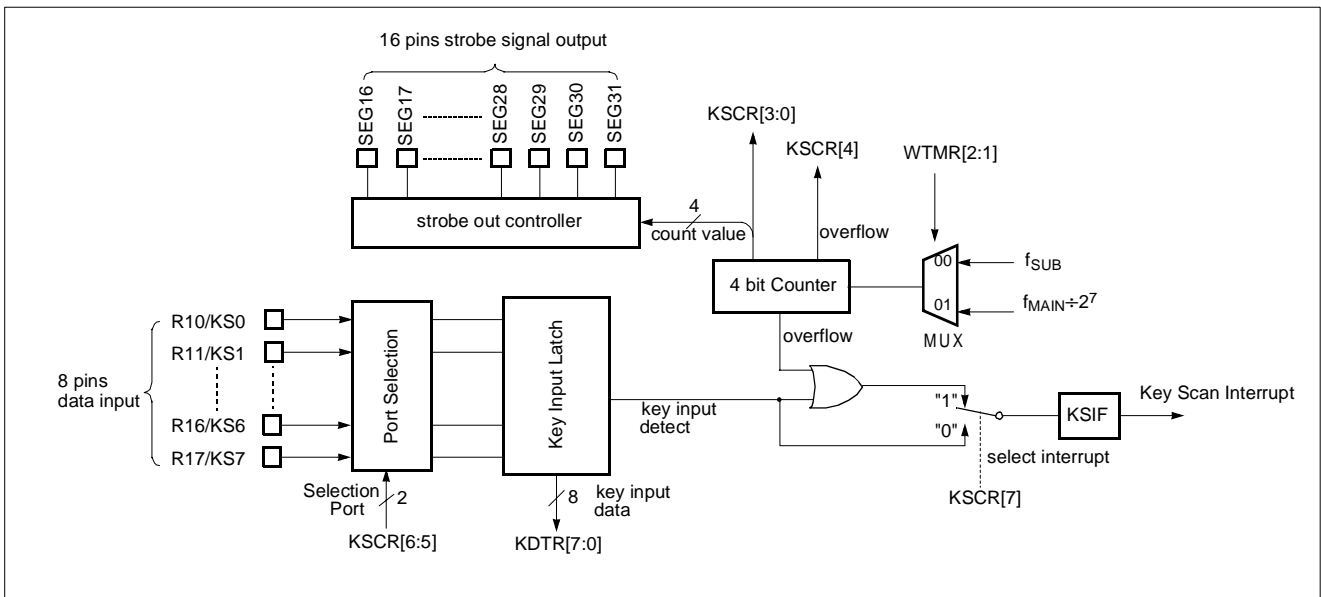 16 pins strobe signal output
SEG16
SEG17
SEG28
SEG29
SEG30
SEG31
KSCR[3:0]
KSCR[4]
WTMR[2:1]
strobe out controller
4
count value
overflow
4 bit Counter
00
01
MUX
fSUB
fMAIN÷2⁷
overflow
8 pins
data input
R10/KS0
R11/KS1
R16/KS6
R17/KS7
Port Selection
Key Input Latch
key input
detect
"1"
"0"
select interrupt
KSCR[7]
KSIF
Key Scan Interrupt
Selection
Port
2
KSCR[6:5]
8
key input
data
KDTR[7:0]